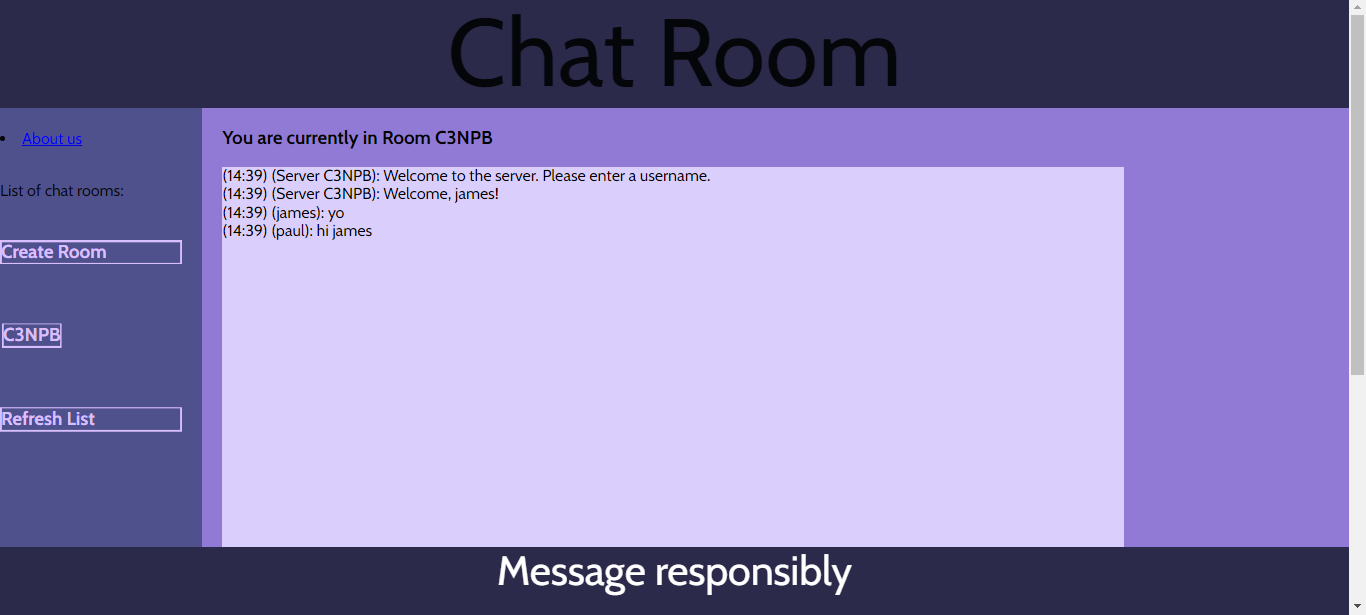 Chat Room
About us
List of chat rooms:
Create Room
C3NPB
Refresh List
You are currently in Room C3NPB
(14:39) (Server C3NPB): Welcome to the server. Please enter a username.
(14:39) (Server C3NPB): Welcome, james!
(14:39) (james): yo
(14:39) (paul): hi james
Message responsibly